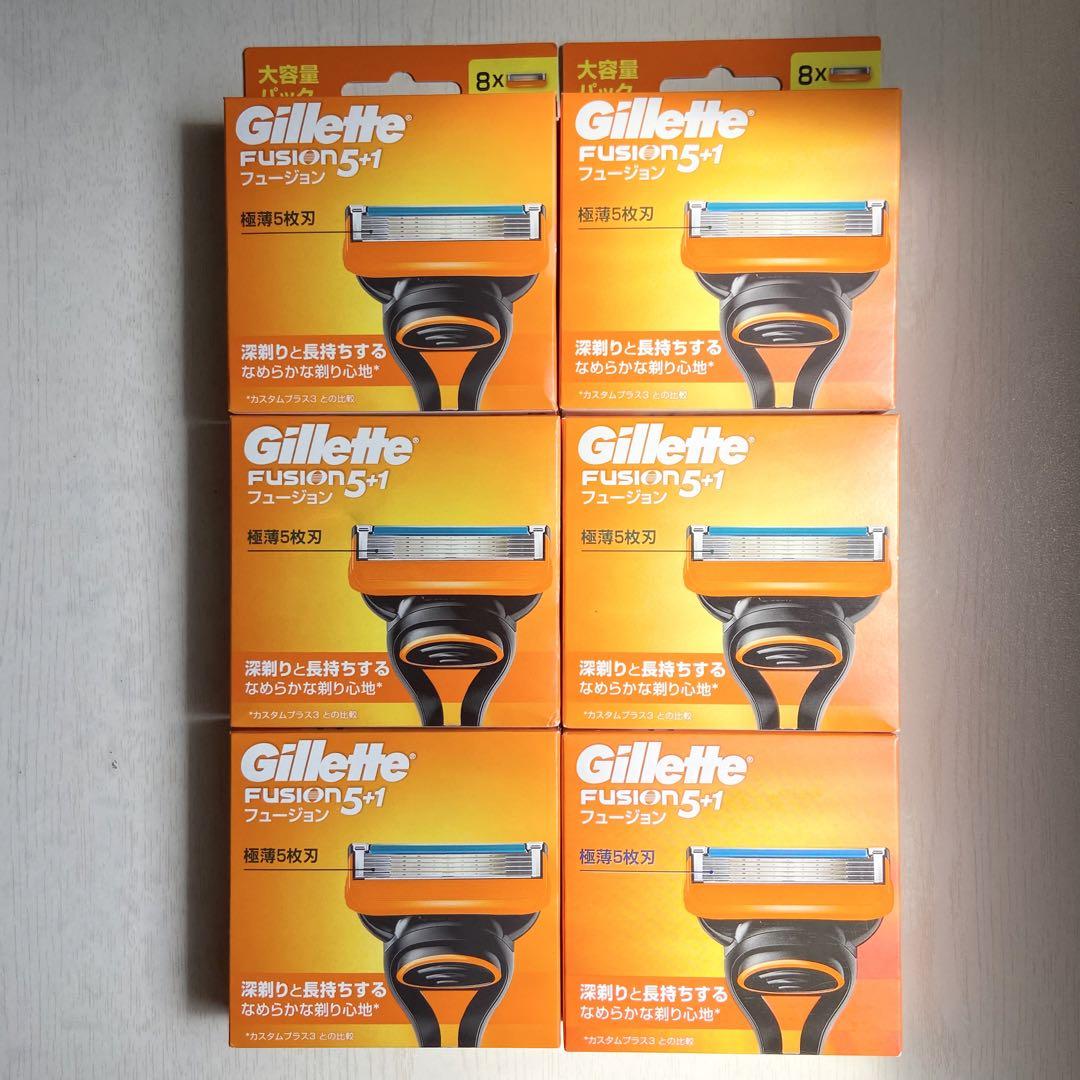 大容量
パック
8x
Gillette®
FUSION5+1
フュージョン
極薄5枚刃
深剃りと長持ちする
なめらかな剃り心地*
*カスタムプラス3 との比較
大容量
パック
8x
Gillette®
FUSION5+1
フュージョン
極薄5枚刃
深剃りと長持ちする
なめらかな剃り心地*
*カスタムプラス3 との比較
Gillette®
FUSION5+1
フュージョン
極薄5枚刃
深剃りと長持ちする
なめらかな剃り心地*
*カスタムプラス3 との比較
Gillette®
FUSION5+1
フュージョン
極薄5枚刃
深剃りと長持ちする
なめらかな剃り心地*
*カスタムプラス3 との比較
Gillette®
FUSION5+1
フュージョン
極薄5枚刃
深剃りと長持ちする
なめらかな剃り心地*
*カスタムプラス3 との比較
Gillette®
FUSION5+1
フュージョン
極薄5枚刃
深剃りと長持ちする
なめらかな剃り心地*
*カスタムプラス3 との比較